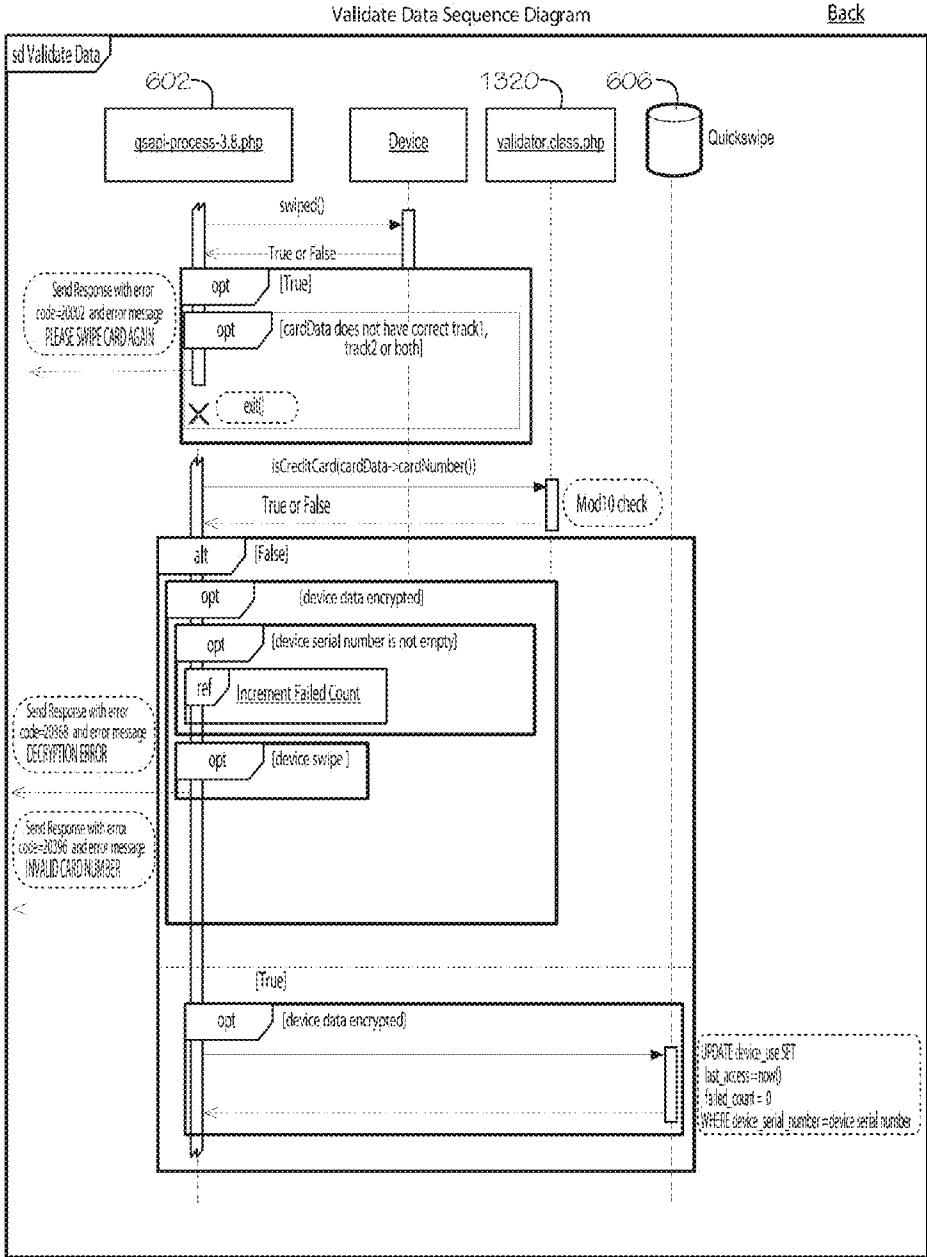 Validate Data Sequence Diagram
Back
sd Validate Data
602
1320
606
qsapi-process-3.8.php
Device
validator.class.php
Quickswipe
swiped()
True or False
Send Response with error
code=20002 and error message
PLEASE SWIPE CARD AGAIN
opt
[True]
opt
[cardData does not have correct track1,
track2 or both]
exit()
isCreditCard(cardData->cardNumber())
True or False
Mod10 check
alt
[False]
opt
[device data encrypted]
opt
[device serial number is not empty]
ref
Increment Failed Count
Send Response with error
code=20368 and error message
DECRYPTION ERROR
opt
[device swipe ]
Send Response with error
code=20396 and error message
INVALID CARD NUMBER
[True]
opt
[device data encrypted]
UPDATE device_use SET
last_access=now()
failed_count = 0
WHERE device_serial_number = device serial number